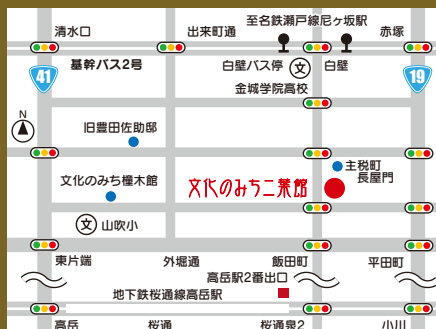 至名鉄瀬戸線尼ヶ坂駅
清水口
出来町通
赤塚
基幹バス2号
白壁バス停
文
白壁
41
19
金城学院高校
N
旧豊田佐助邸
主税町
長屋門
文化のみち橦木館
文化のみち二葉館
文
山吹小
東片端
外堀通
飯田町
平田町
高岳駅2番出口
地下鉄桜通線高岳駅
高岳
桜通
桜通泉2
小川